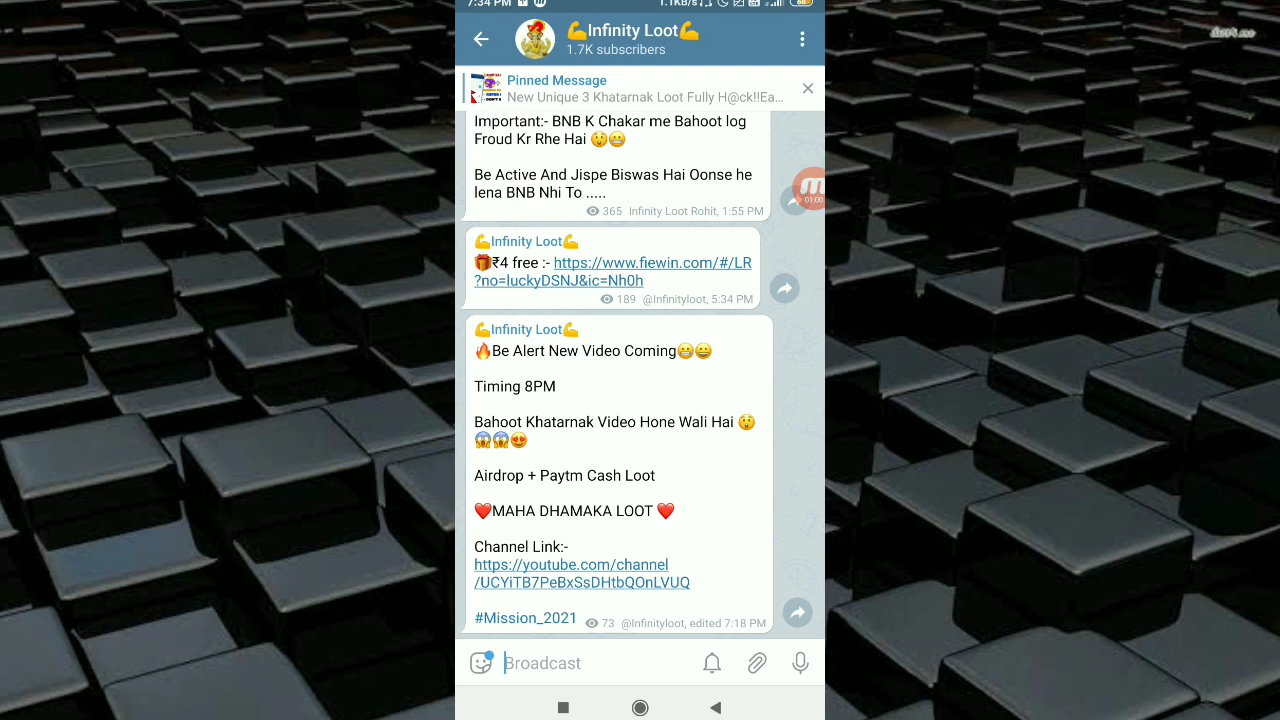 7:34 PM
1.1KB/s
💪Infinity Loot💪
1.7K subscribers
Pinned Message
New Unique 3 Khatarnak Loot Fully H@ck!!Ea...
Important:- BNB K Chakar me Bahoot log
Froud Kr Rhe Hai 😲😬
Be Active And Jispe Biswas Hai Oonse he
lena BNB Nhi To .....
365 Infinity Loot Rohit, 1:55 PM
01:00
💪Infinity Loot💪
🎁₹4 free :- https://www.fiewin.com/#/LR
?no=luckyDSNJ&ic=Nh0h
189 @Infinityloot, 5:34 PM
💪Infinity Loot💪
🔥Be Alert New Video Coming😬😄
Timing 8PM
Bahoot Khatarnak Video Hone Wali Hai 😲
😱😱😍
Airdrop + Paytm Cash Loot
❤️MAHA DHAMAKA LOOT ❤️
Channel Link:-
https://youtube.com/channel
/UCYiTB7PeBxSsDHtbQOnLVUQ
#Mission_2021 73 @Infinityloot, edited 7:18 PM
Broadcast